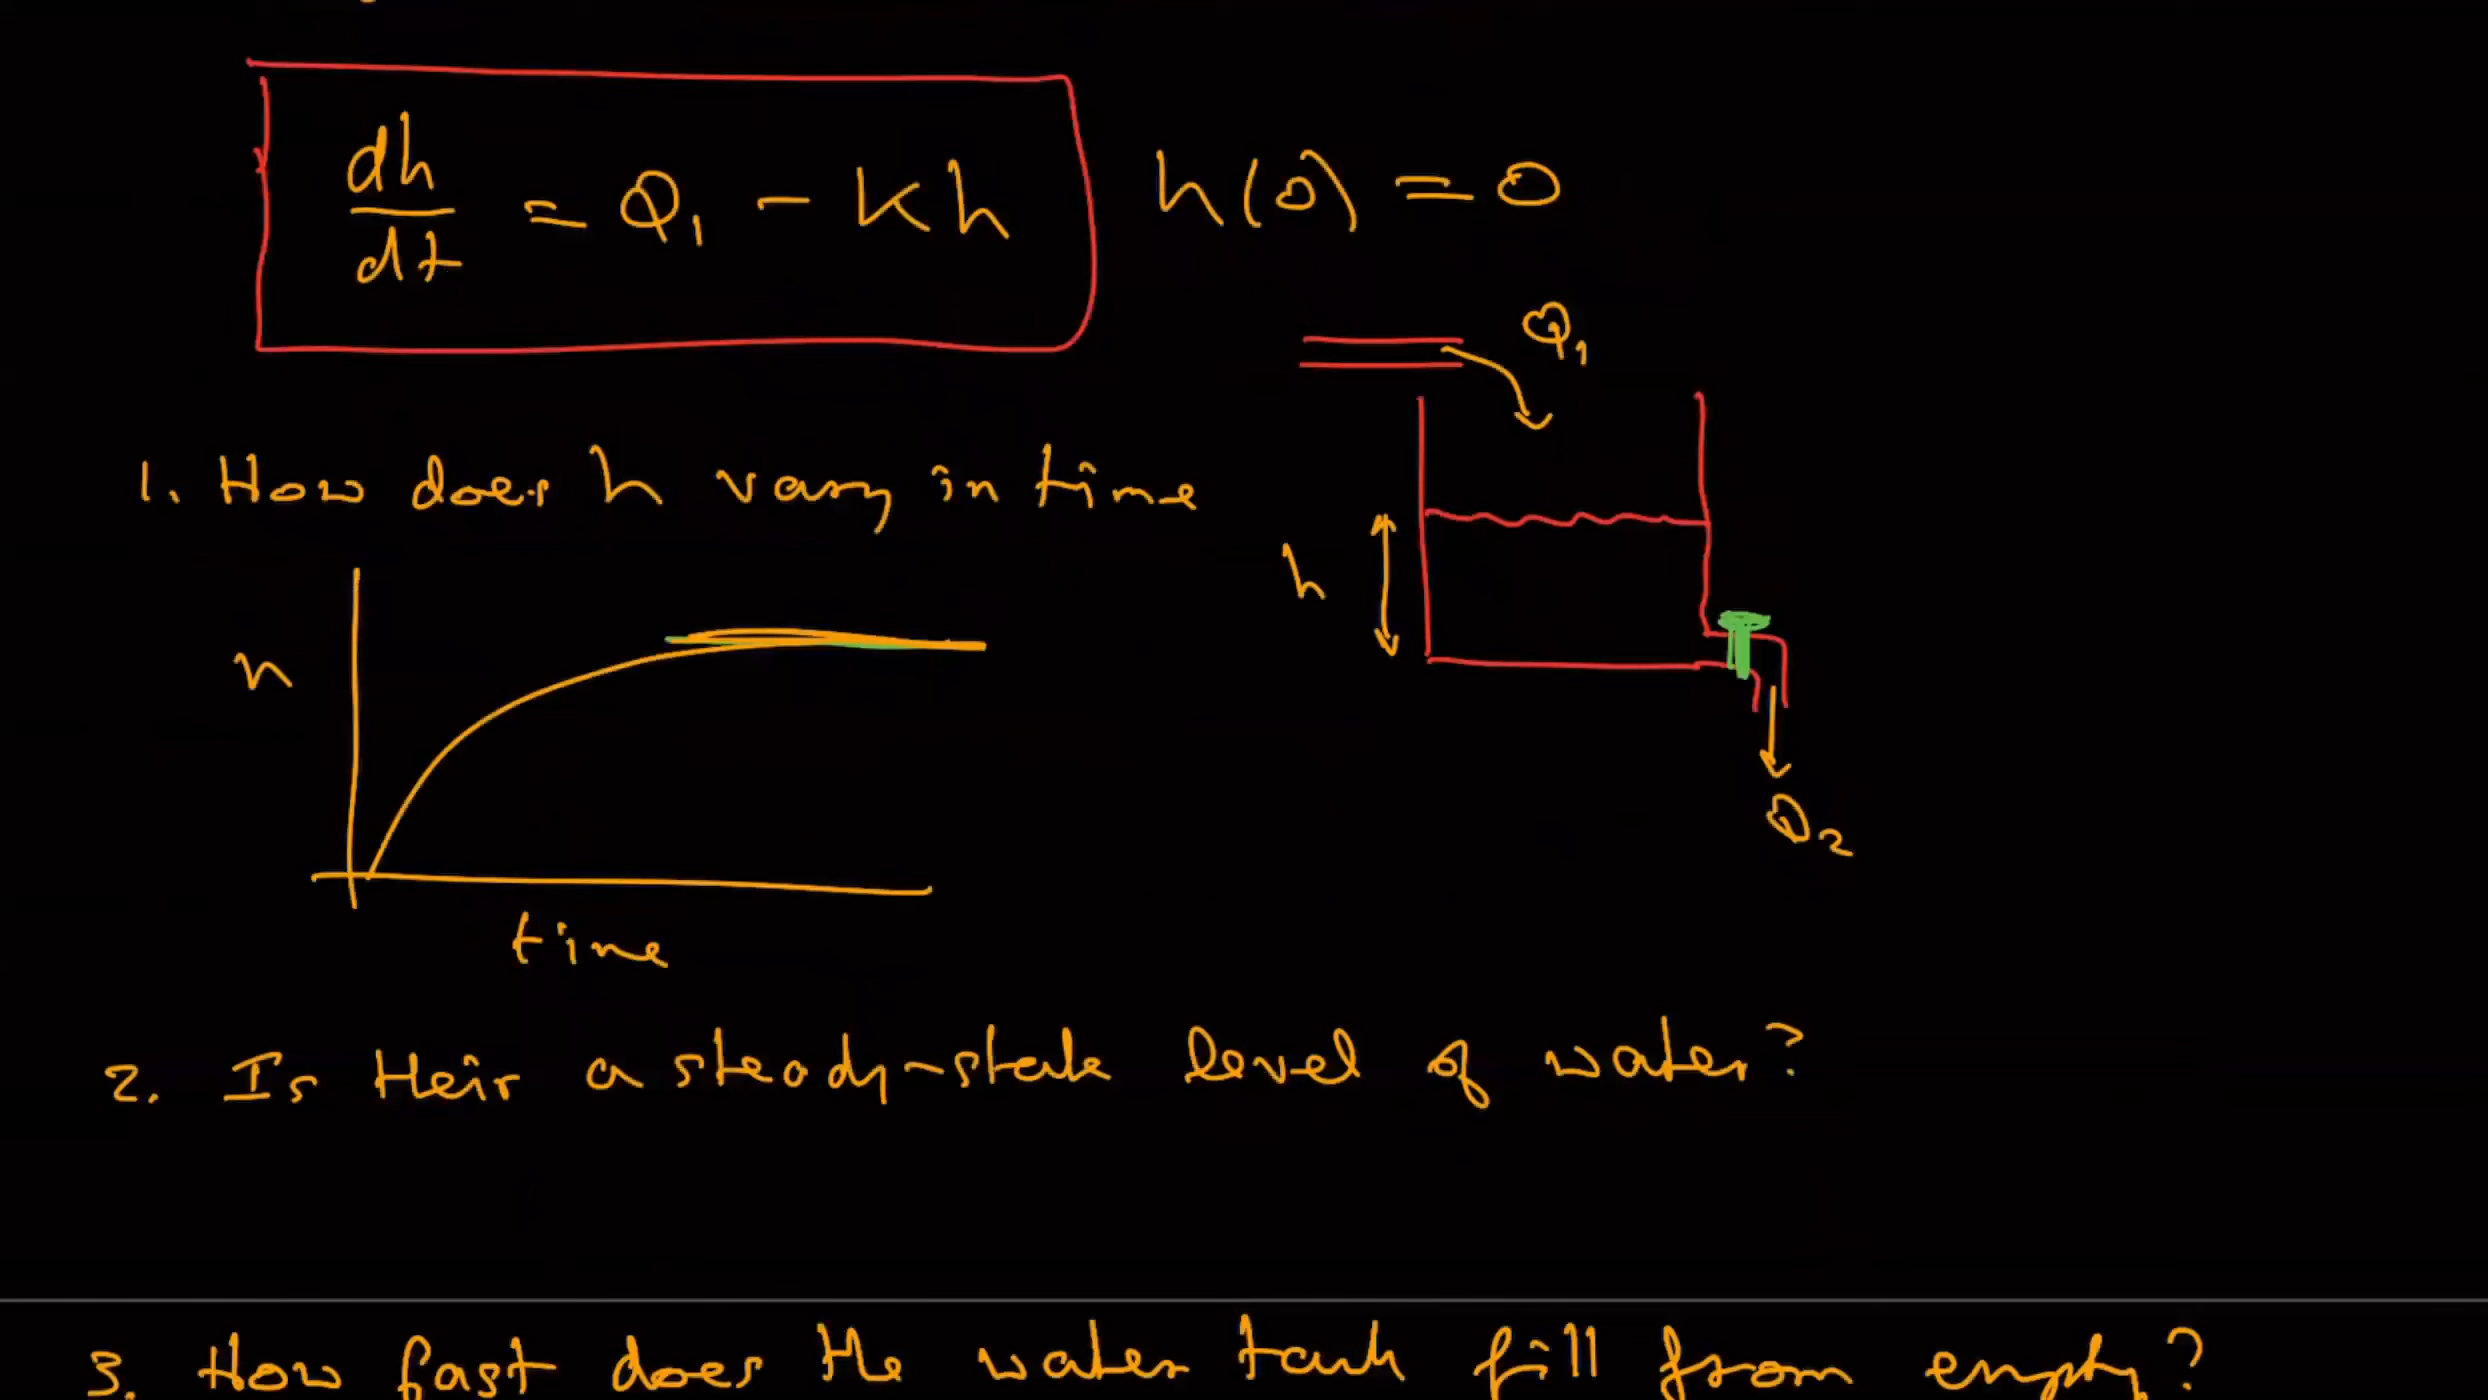 dh/dt = Q₁ - Kh h(0) = 0
Q₁
1. How does h vary in time
h
h
Q₂
time
2. Is their a steady-state level of water?
3. How fast does the water tank fill from empty?